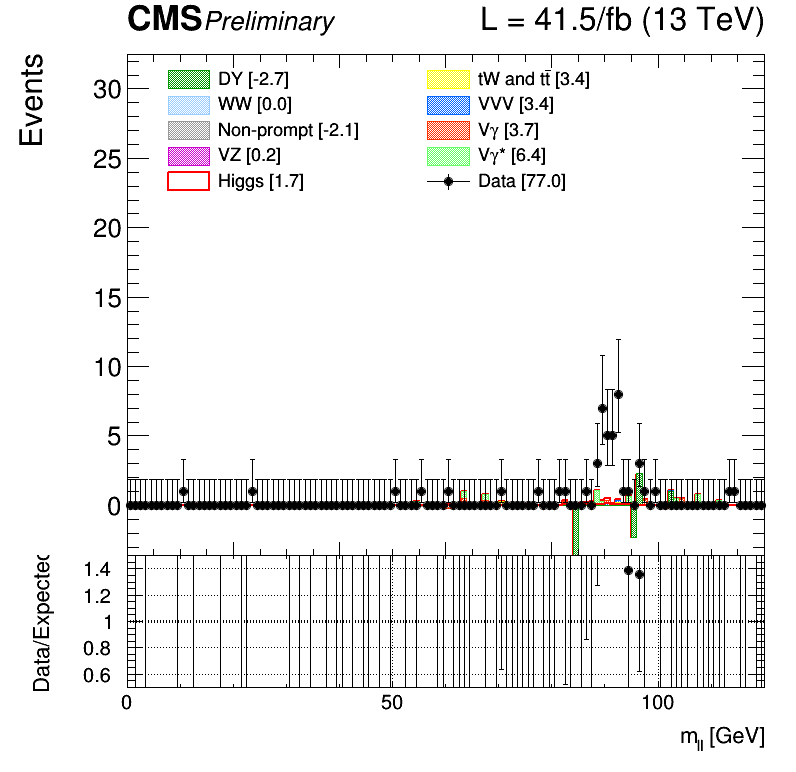 CMS Preliminary L = 41.5/fb (13 TeV)
Events
DY [-2.7]
WW [0.0]
Non-prompt [-2.1]
VZ [0.2]
Higgs [1.7]
tW and tt̄ [3.4]
VVV [3.4]
Vγ [3.7]
Vγ* [6.4]
Data [77.0]
30
25
20
15
10
5
0
Data/Expected
1.4
1.2
1
0.8
0.6
0 50 100
m_ll [GeV]